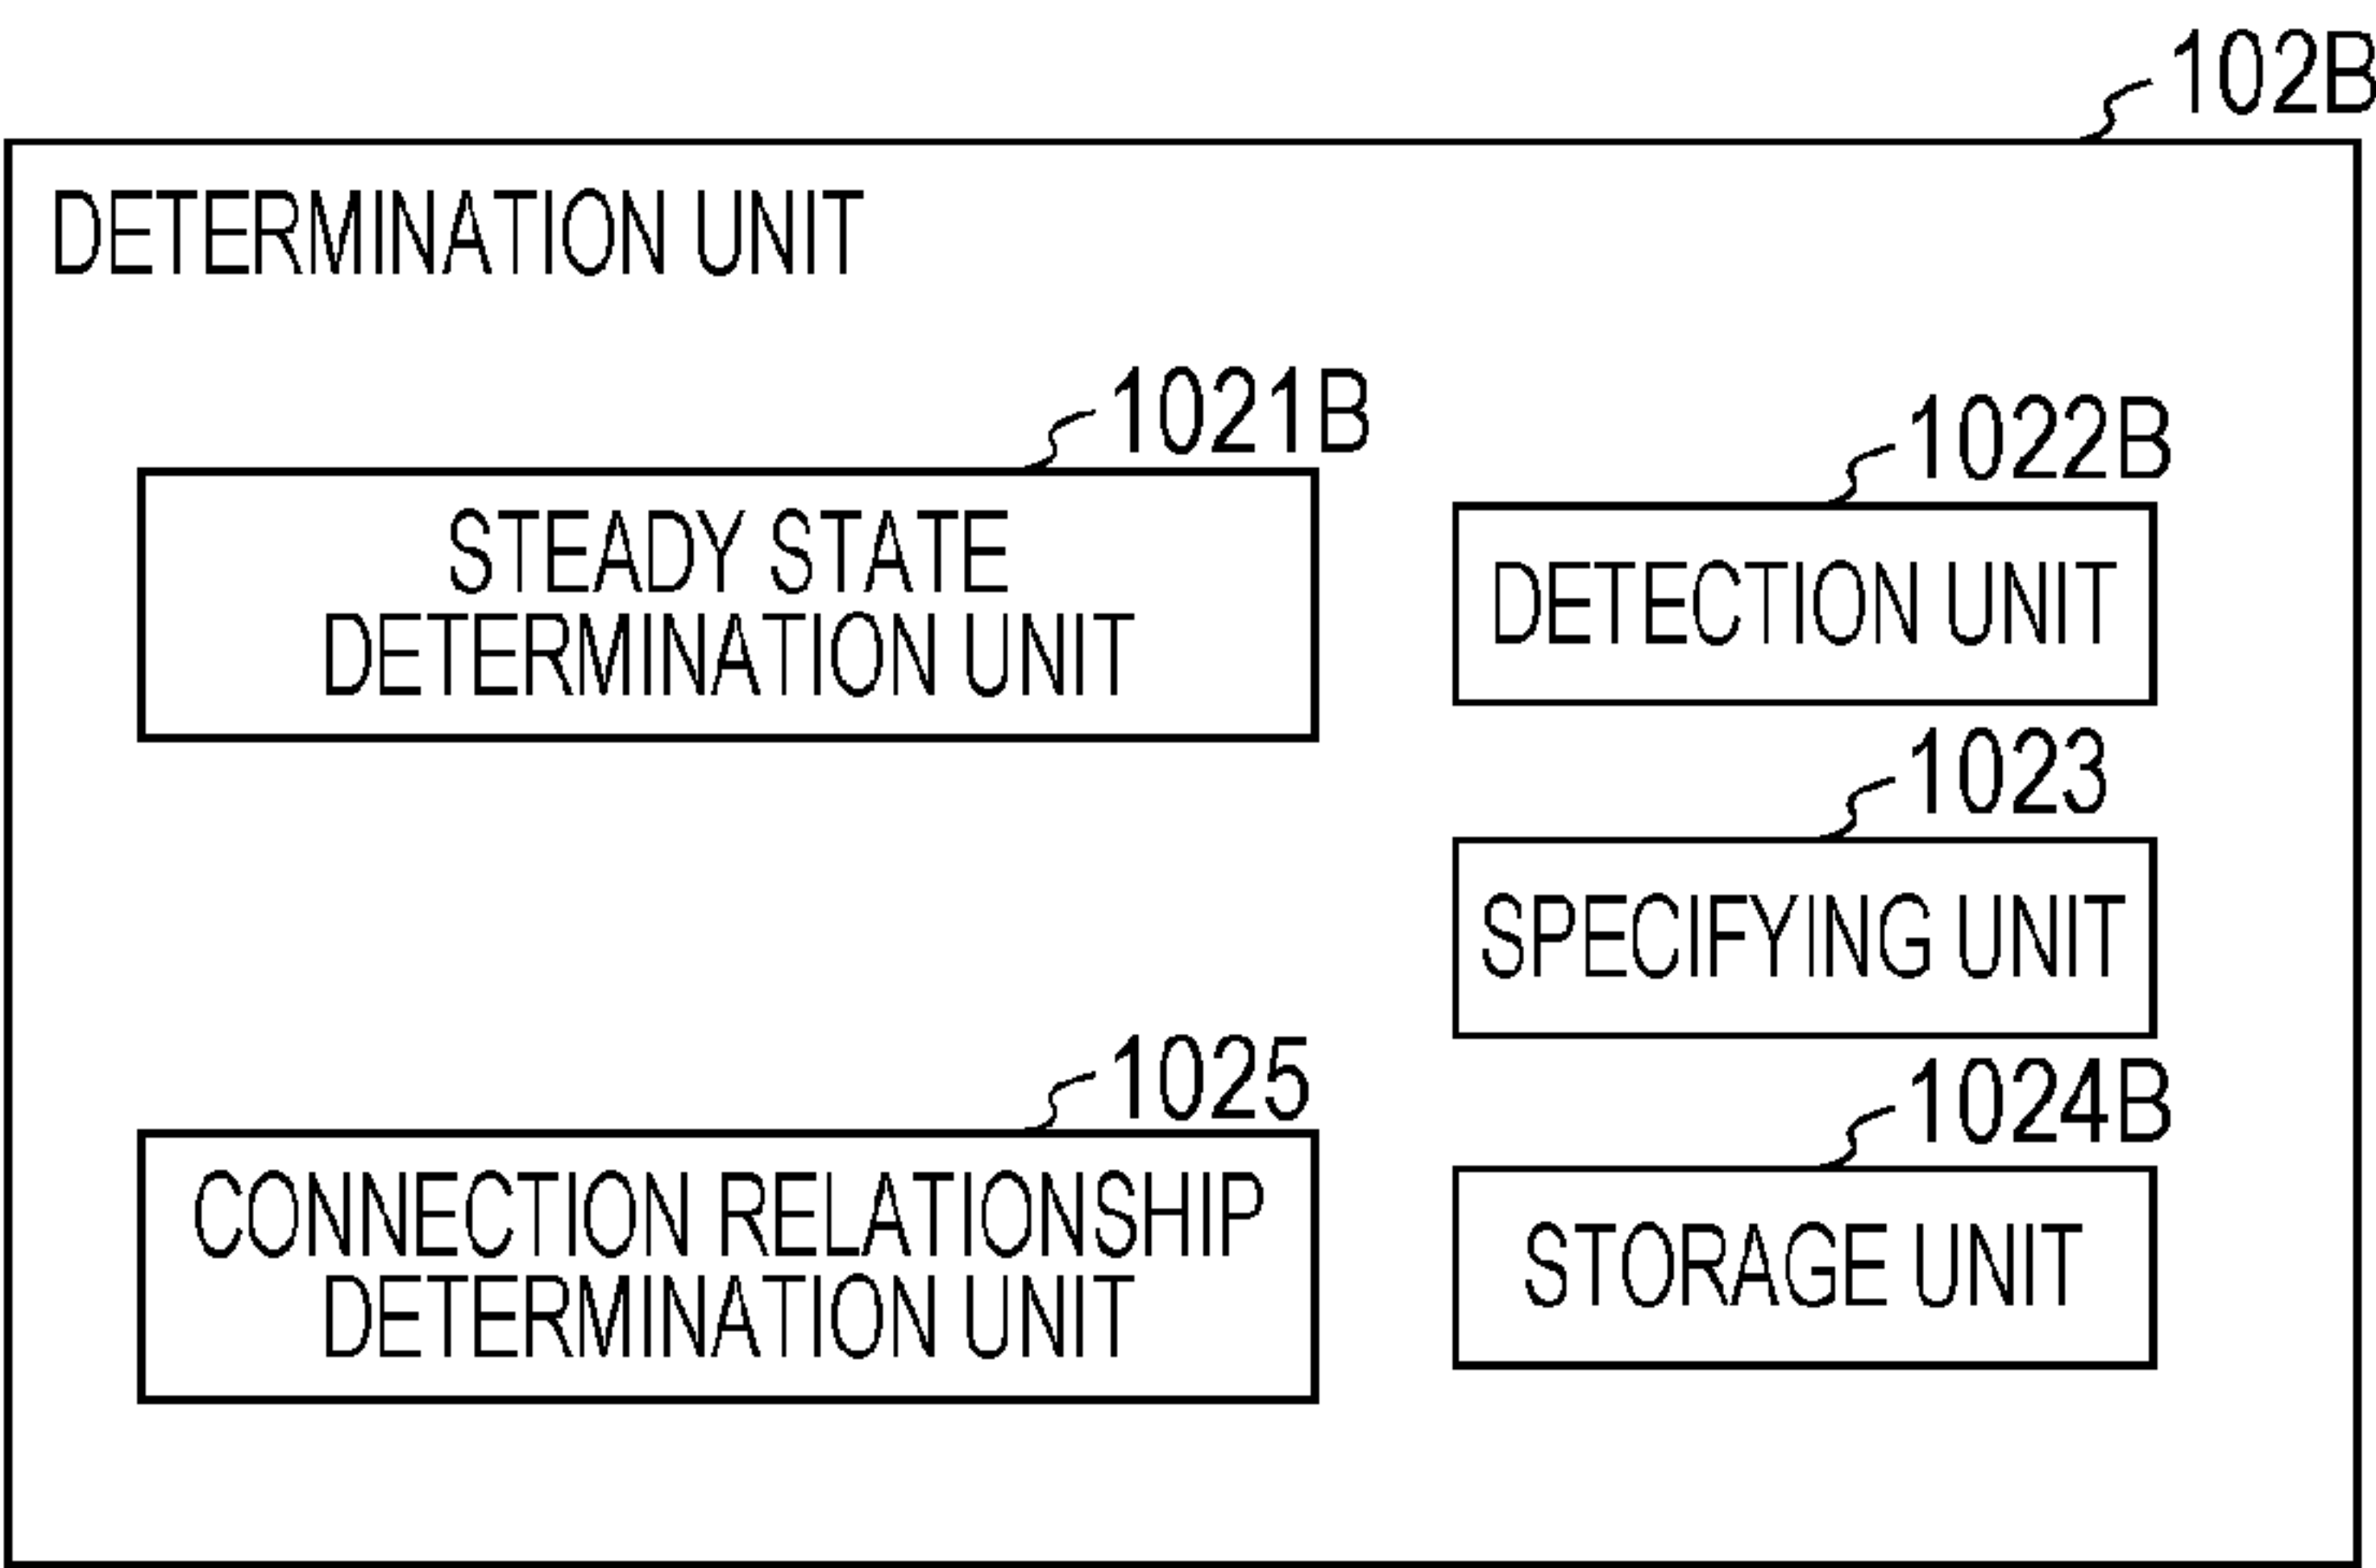 102B
DETERMINATION UNIT
1021B
STEADY STATE
DETERMINATION UNIT
1022B
DETECTION UNIT
1023
SPECIFYING UNIT
1025
CONNECTION RELATIONSHIP
DETERMINATION UNIT
1024B
STORAGE UNIT